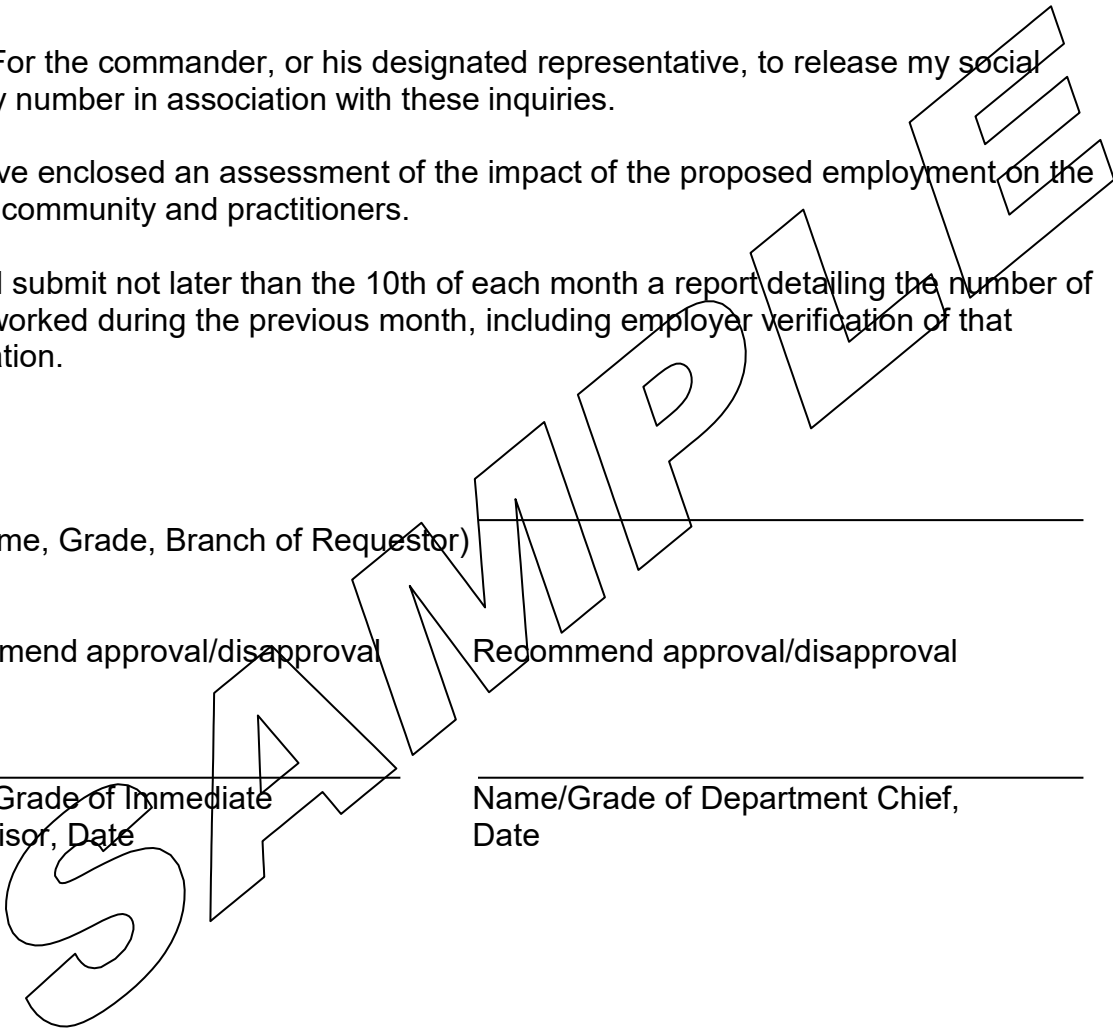 For the commander, or his designated representative, to release my social
y number in association with these inquiries.
ve enclosed an assessment of the impact of the proposed employment on the
community and practitioners.
l submit not later than the 10th of each month a report detailing the number of
worked during the previous month, including employer verification of that
ation.
me, Grade, Branch of Requestor)
mend approval/disapproval Recommend approval/disapproval
Grade of Immediate Name/Grade of Department Chief,
isor, Date Date
SAMPLE